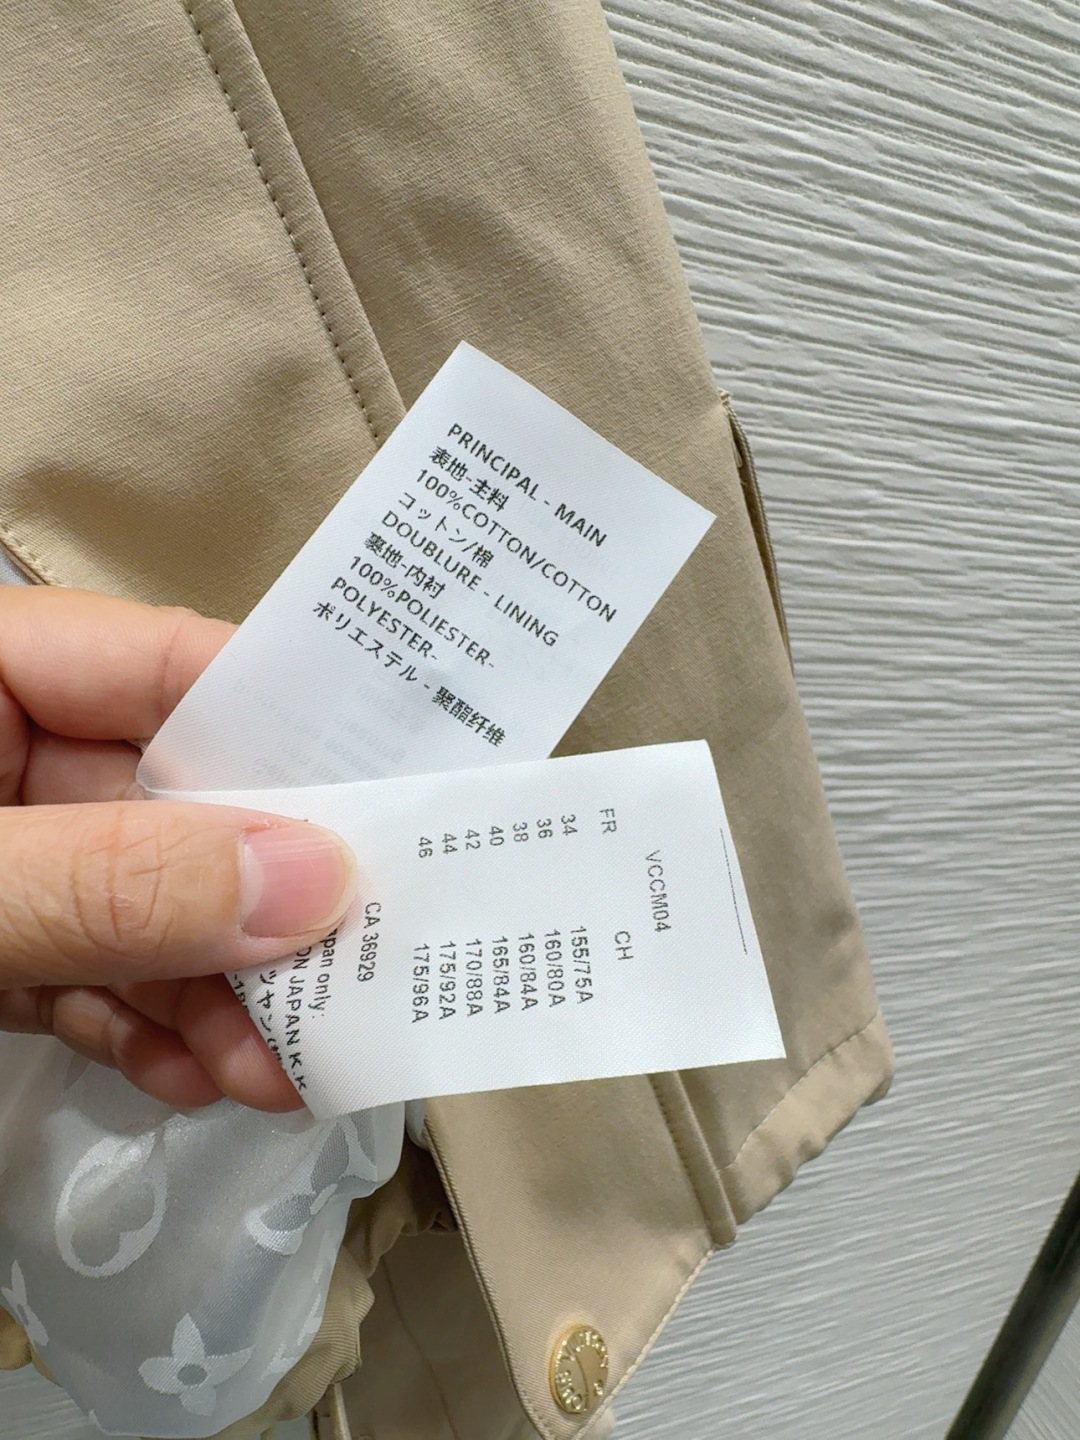 PRINCIPAL - MAIN
表地-主料
100%COTTON/COTTON
コットン/棉
DOUBLURE - LINING
裏地-内衬
100%POLIESTER-
POLYESTER-
ポリエステル - 聚酯纤维
VCCM04
FR CH
34 155/75A
36 160/80A
38 160/84A
40 165/84A
42 170/88A
44 175/92A
46 175/96A
CA 36929
only:
JAPAN K.K